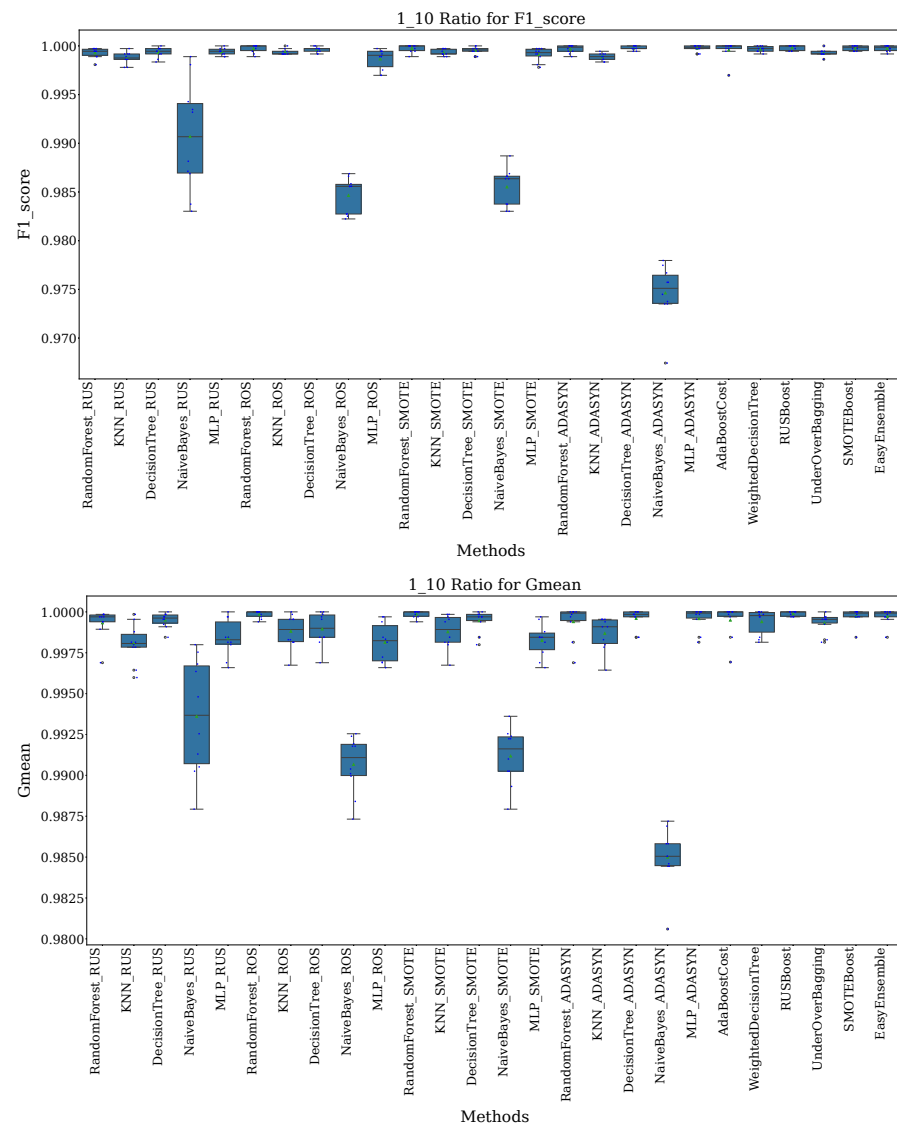 1_10 Ratio for F1_score
1.000
0.995
0.990
0.985
0.980
0.975
0.970
F1_score
RandomForest_RUS
KNN_RUS
DecisionTree_RUS
NaiveBayes_RUS
MLP_RUS
RandomForest_ROS
KNN_ROS
DecisionTree_ROS
NaiveBayes_ROS
MLP_ROS
RandomForest_SMOTE
KNN_SMOTE
DecisionTree_SMOTE
NaiveBayes_SMOTE
MLP_SMOTE
RandomForest_ADASYN
KNN_ADASYN
DecisionTree_ADASYN
NaiveBayes_ADASYN
MLP_ADASYN
AdaBoostCost
WeightedDecisionTree
RUSBoost
UnderOverBagging
SMOTEBoost
EasyEnsemble
Methods
1_10 Ratio for Gmean
1.0000
0.9975
0.9950
0.9925
0.9900
0.9875
0.9850
0.9825
0.9800
Gmean
RandomForest_RUS
KNN_RUS
DecisionTree_RUS
NaiveBayes_RUS
MLP_RUS
RandomForest_ROS
KNN_ROS
DecisionTree_ROS
NaiveBayes_ROS
MLP_ROS
RandomForest_SMOTE
KNN_SMOTE
DecisionTree_SMOTE
NaiveBayes_SMOTE
MLP_SMOTE
RandomForest_ADASYN
KNN_ADASYN
DecisionTree_ADASYN
NaiveBayes_ADASYN
MLP_ADASYN
AdaBoostCost
WeightedDecisionTree
RUSBoost
UnderOverBagging
SMOTEBoost
EasyEnsemble
Methods